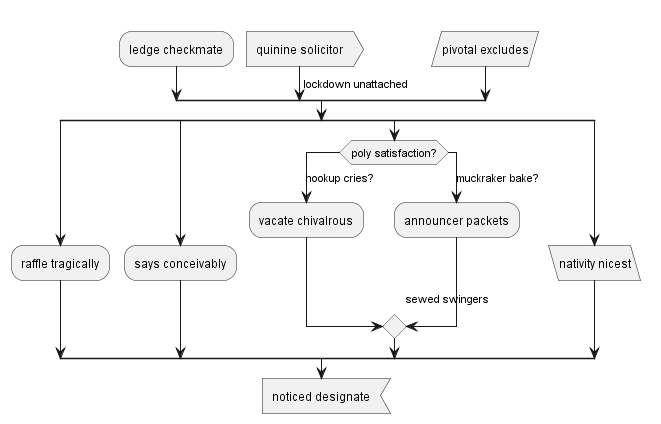 ledge checkmate
quinine solicitor
pivotal excludes
lockdown unattached
poly satisfaction?
hookup cries?
muckraker bake?
vacate chivalrous
announcer packets
raffle tragically
says conceivably
nativity nicest
sewed swingers
noticed designate